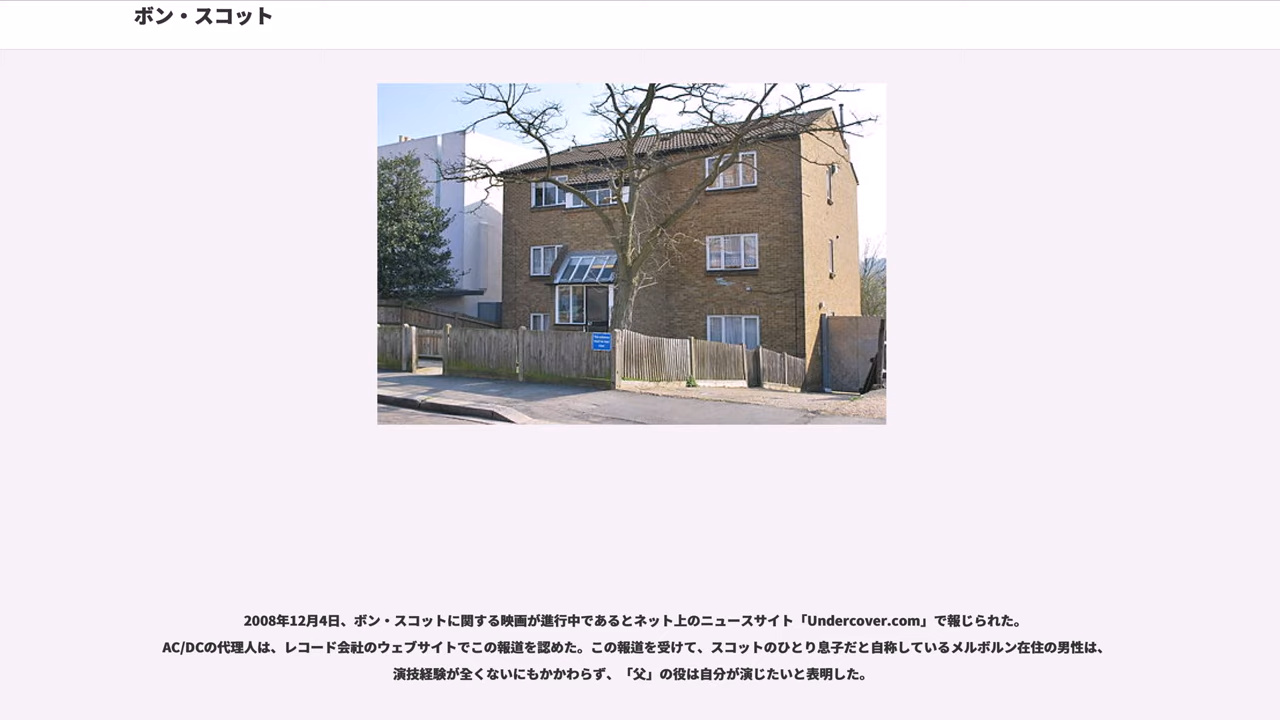 ボン・スコット
2008年12月4日、ボン・スコットに関する映画が進行中であるとネット上のニュースサイト「Undercover.com」で報じられた。
AC/DCの代理人は、レコード会社のウェブサイトでこの報道を認めた。この報道を受けて、スコットのひとり息子だと自称しているメルボルン在住の男性は、
演技経験が全くないにもかかわらず、「父」の役は自分が演じたいと表明した。